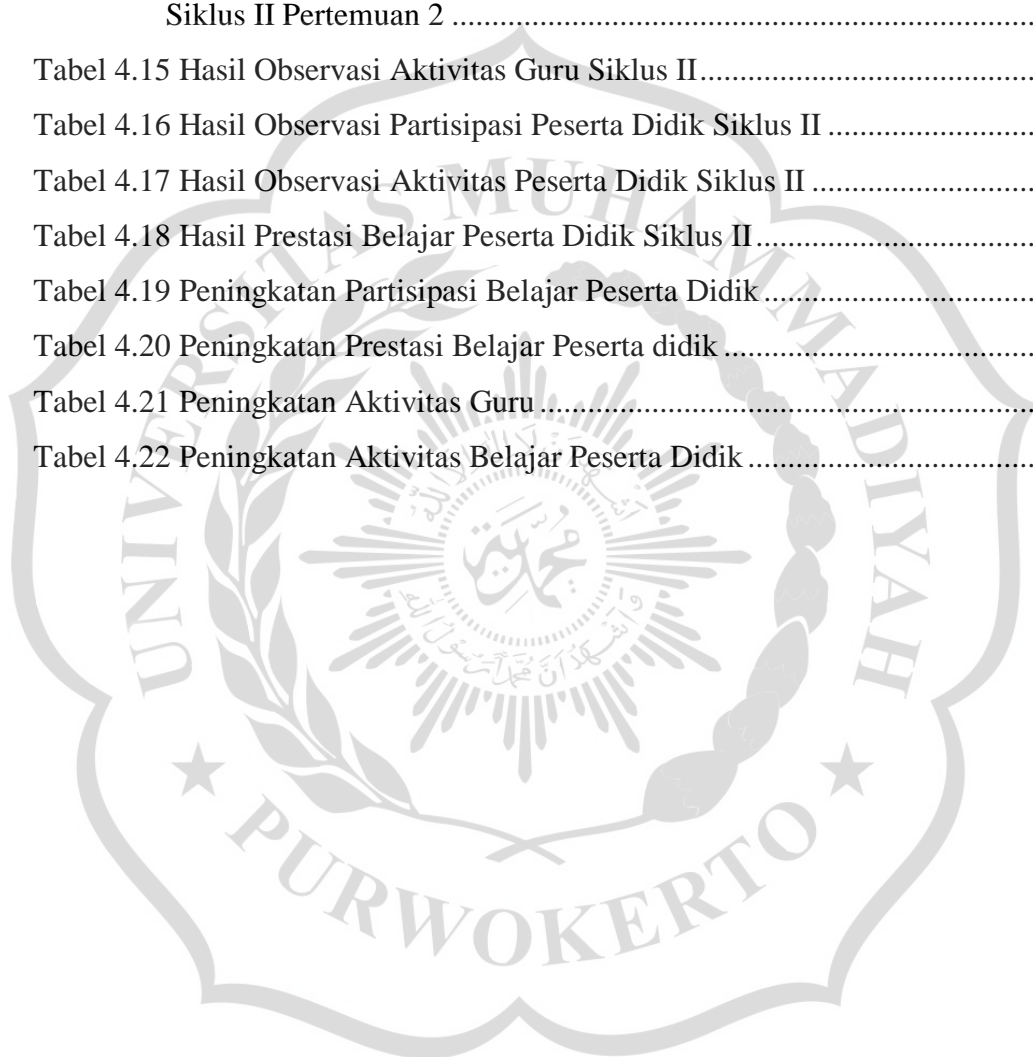 Siklus II Pertemuan 2 ........................................................................
Tabel 4.15 Hasil Observasi Aktivitas Guru Siklus II..........................................
Tabel 4.16 Hasil Observasi Partisipasi Peserta Didik Siklus II ..........................
Tabel 4.17 Hasil Observasi Aktivitas Peserta Didik Siklus II ............................
Tabel 4.18 Hasil Prestasi Belajar Peserta Didik Siklus II...................................
Tabel 4.19 Peningkatan Partisipasi Belajar Peserta Didik..................................
Tabel 4.20 Peningkatan Prestasi Belajar Peserta didik ......................................
Tabel 4.21 Peningkatan Aktivitas Guru..............................................................
Tabel 4.22 Peningkatan Aktivitas Belajar Peserta Didik ...................................
UNIVERSITAS MUHAMMADIYAH
PURWOKERTO